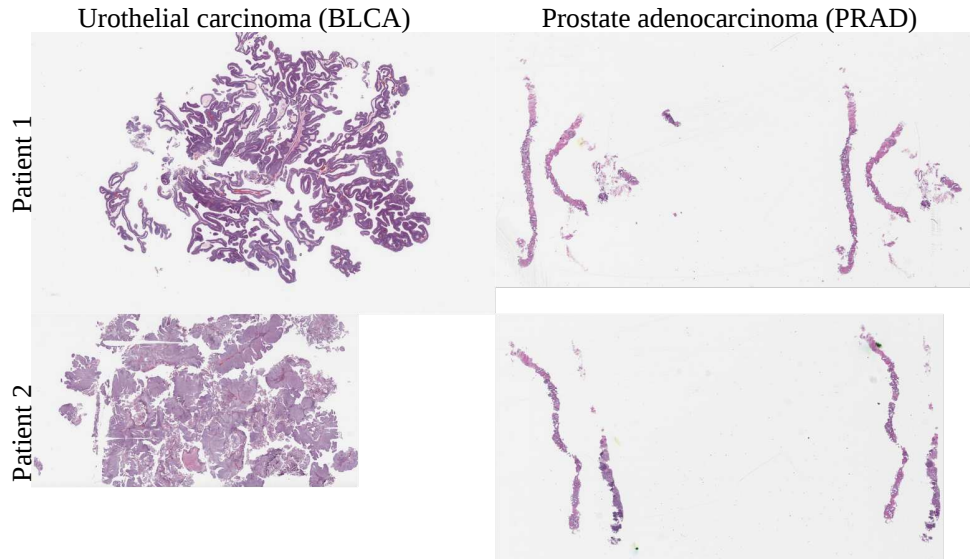 Urothelial carcinoma (BLCA)
Prostate adenocarcinoma (PRAD)
Patient 1
Patient 2